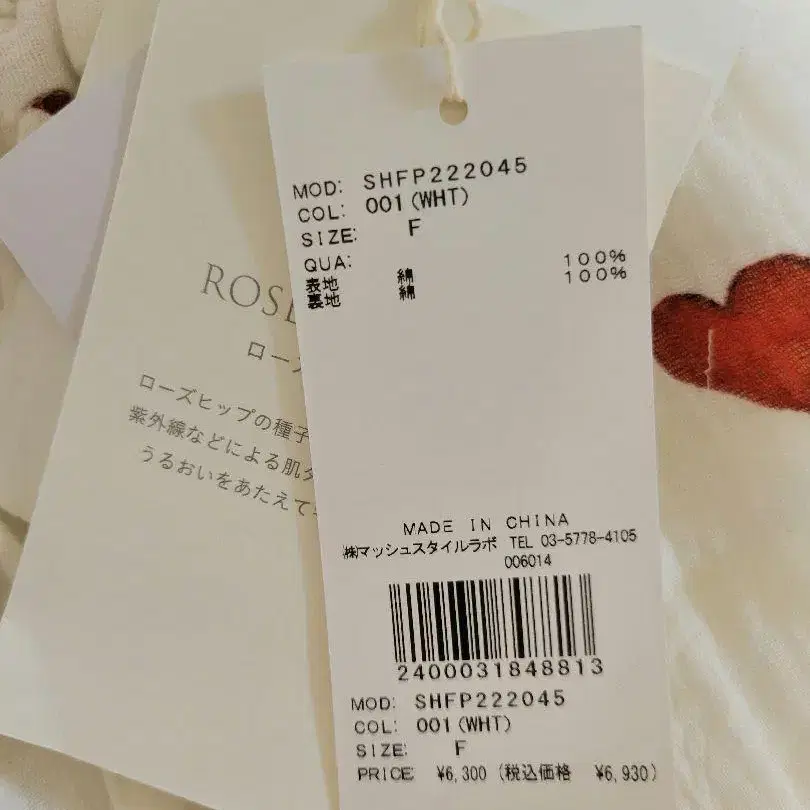 MOD: SHFP222045
COL: 001(WHT)
SIZE: F
QUA:
表地 綿 100%
裏地 綿 100%
MADE IN CHINA
㈱マッシュスタイルラボ TEL 03-5778-4105
006014
2400031848813
MOD: SHFP222045
COL: 001(WHT)
SIZE: F
PRICE: ¥6,300 (税込価格 ¥6,930)
ROSE
ローズ
ローズヒップの種子
紫外線などによる肌
うるおいをあたえて